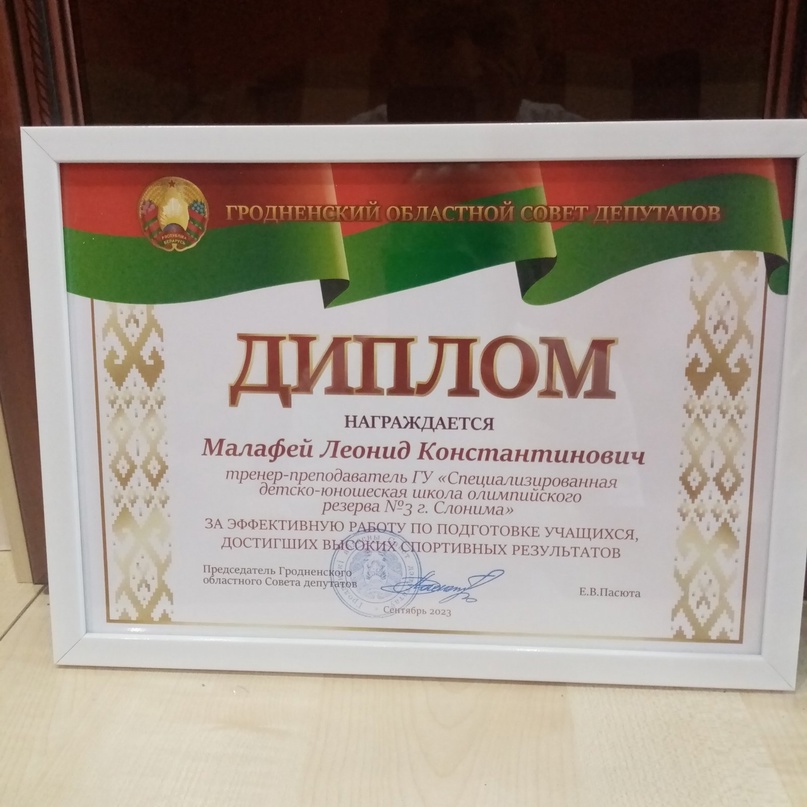 ГРОДНЕНСКИЙ ОБЛАСТНОЙ СОВЕТ ДЕПУТАТОВ
ДИПЛОМ
НАГРАЖДАЕТСЯ
Малафей Леонид Константинович
тренер-преподаватель ГУ «Специализированная
детско-юношеская школа олимпийского
резерва №3 г. Слонима»
ЗА ЭФФЕКТИВНУЮ РАБОТУ ПО ПОДГОТОВКЕ УЧАЩИХСЯ,
ДОСТИГШИХ ВЫСОКИХ СПОРТИВНЫХ РЕЗУЛЬТАТОВ
Председатель Гродненского
областного Совета депутатов
Е.В.Пасюта
Сентябрь 2023